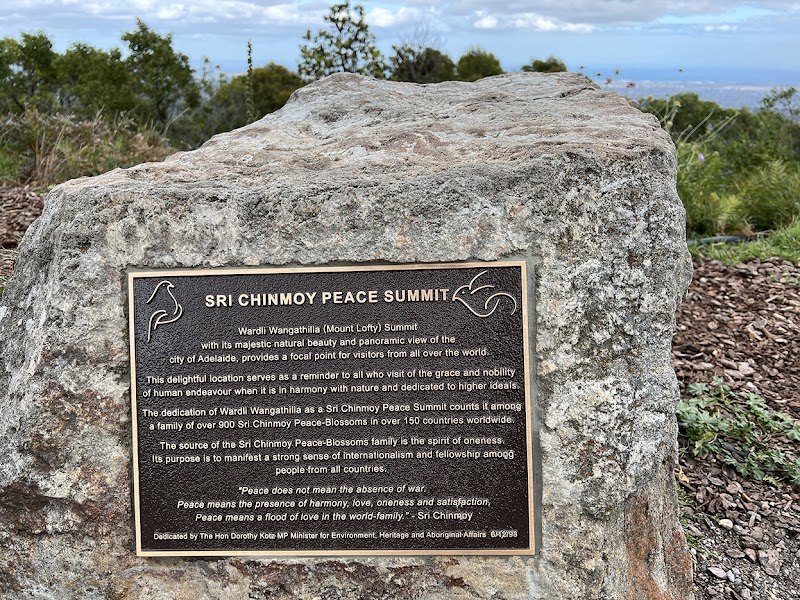 SRI CHINMOY PEACE SUMMIT
Wardli Wangathilla (Mount Lofty) Summit
with its majestic natural beauty and panoramic view of the
city of Adelaide, provides a focal point for visitors from all over the world.
This delightful location serves as a reminder to all who visit of the grace and nobility
of human endeavour when it is in harmony with nature and dedicated to higher ideals.
The dedication of Wardli Wangathilla as a Sri Chinmoy Peace Summit counts it among
a family of over 900 Sri Chinmoy Peace-Blossoms in over 150 countries worldwide.
The source of the Sri Chinmoy Peace-Blossoms family is the spirit of oneness.
Its purpose is to manifest a strong sense of internationalism and fellowship among
people from all countries.
"Peace does not mean the absence of war.
Peace means the presence of harmony, love, oneness and satisfaction,
Peace means a flood of love in the world-family." - Sri Chinmoy
Dedicated by The Hon Dorothy Kotz MP Minister for Environment, Heritage and Aboriginal Affairs 6/12/98